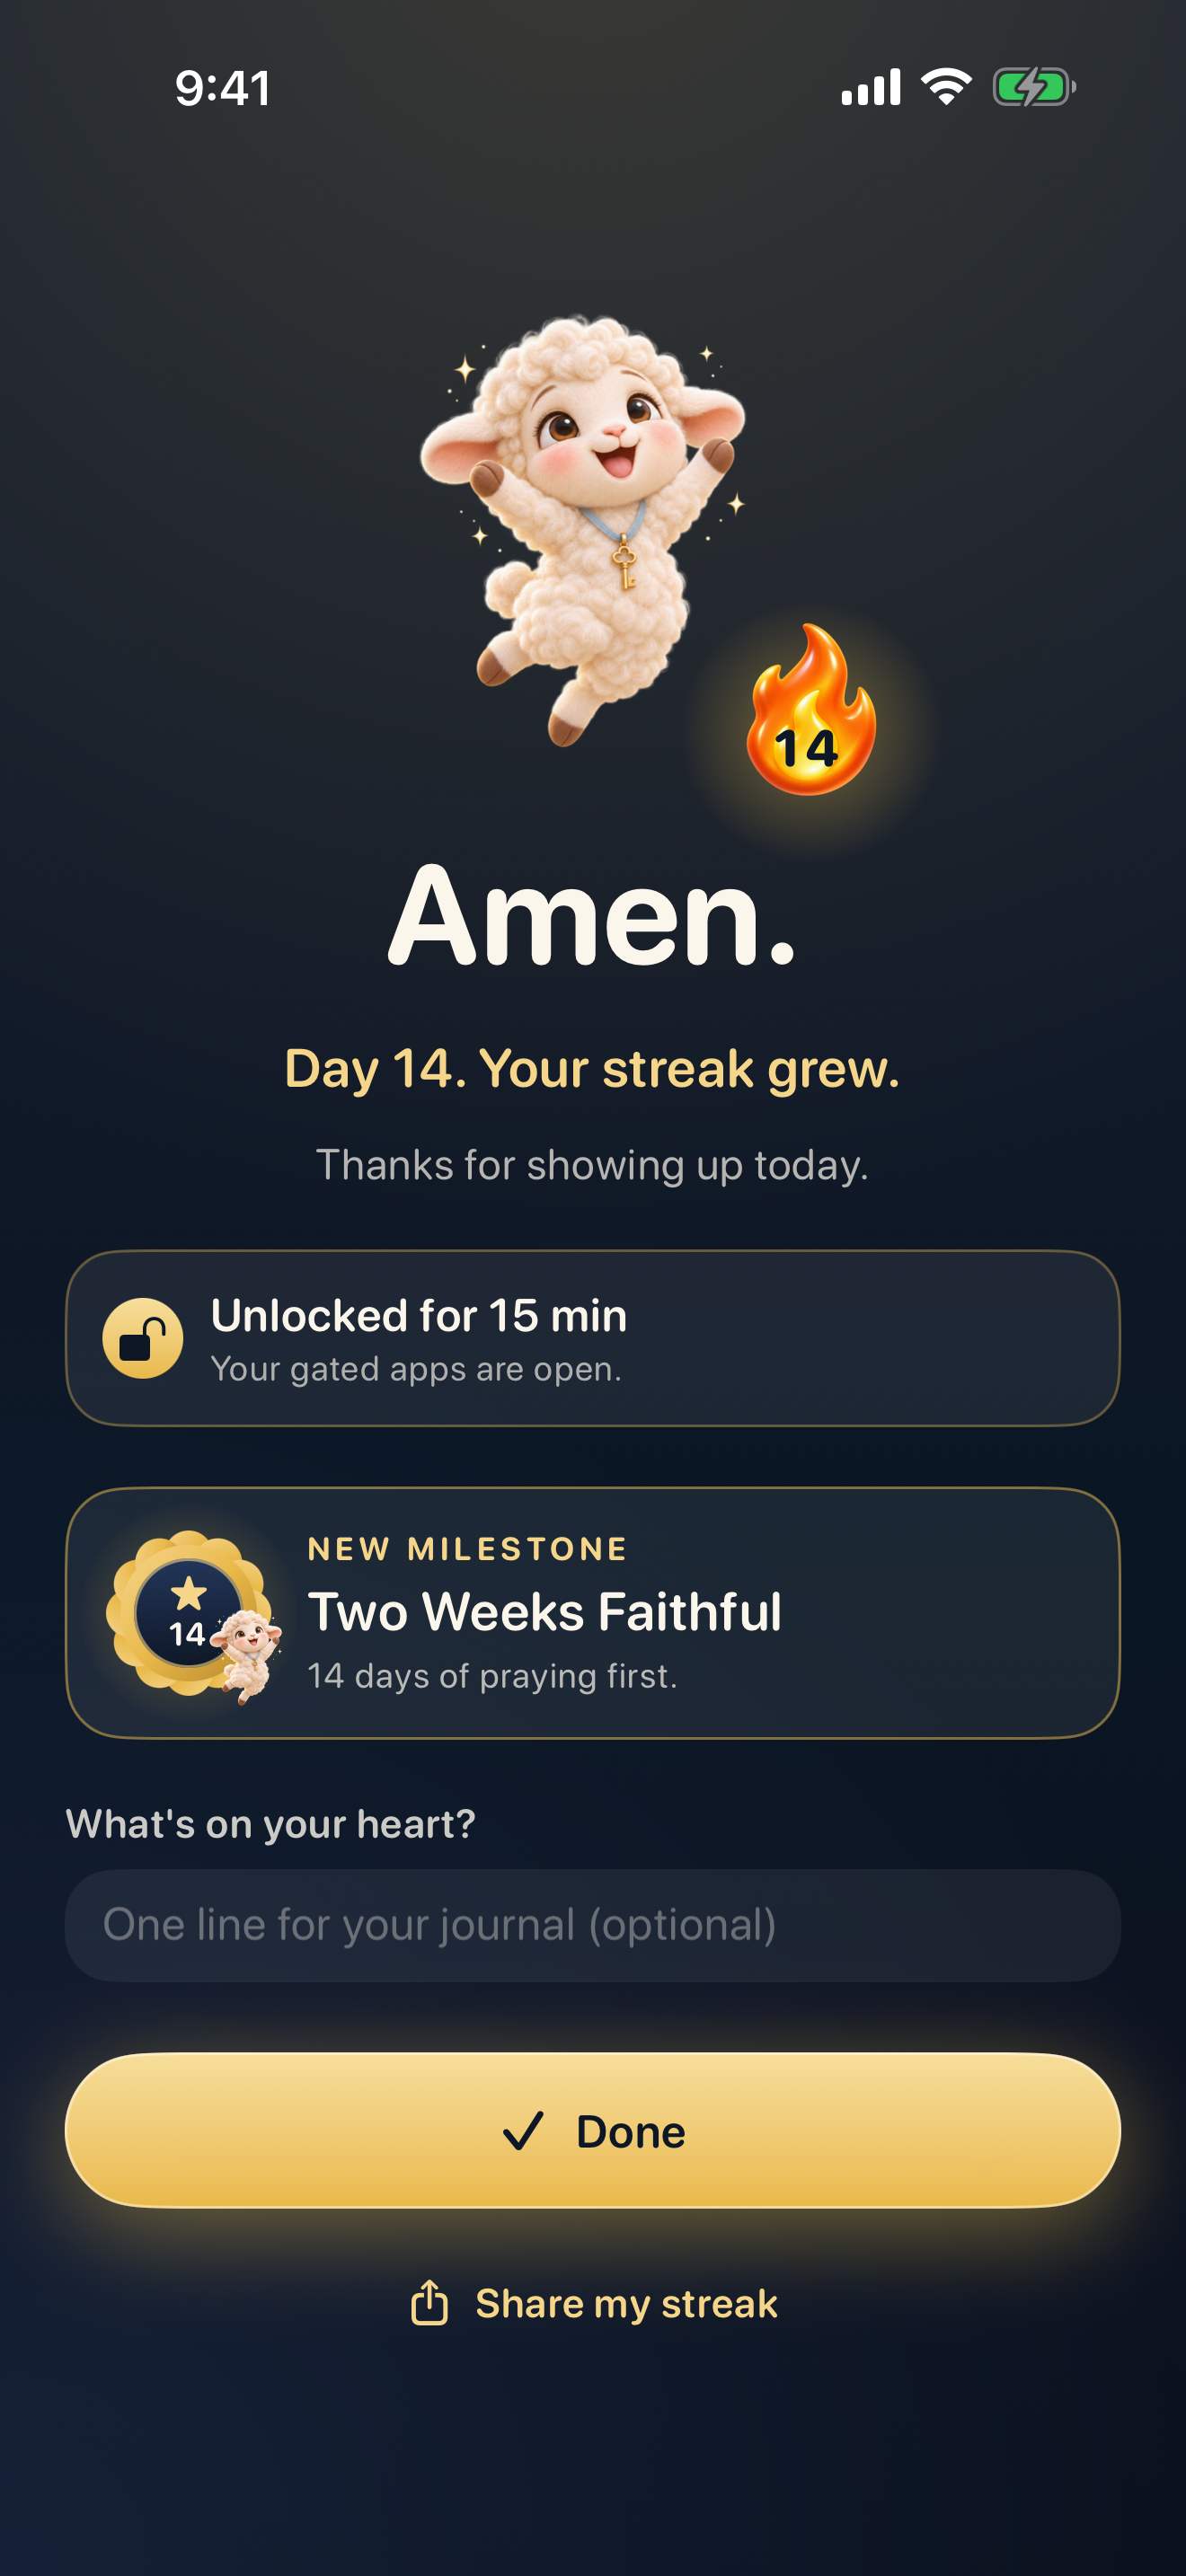 9:41
14
Amen.
Day 14. Your streak grew.
Thanks for showing up today.
Unlocked for 15 min
Your gated apps are open.
14
NEW MILESTONE
Two Weeks Faithful
14 days of praying first.
What's on your heart?
One line for your journal (optional)
Done
Share my streak